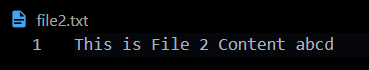 file2.txt
1 This is File 2 Content abcd